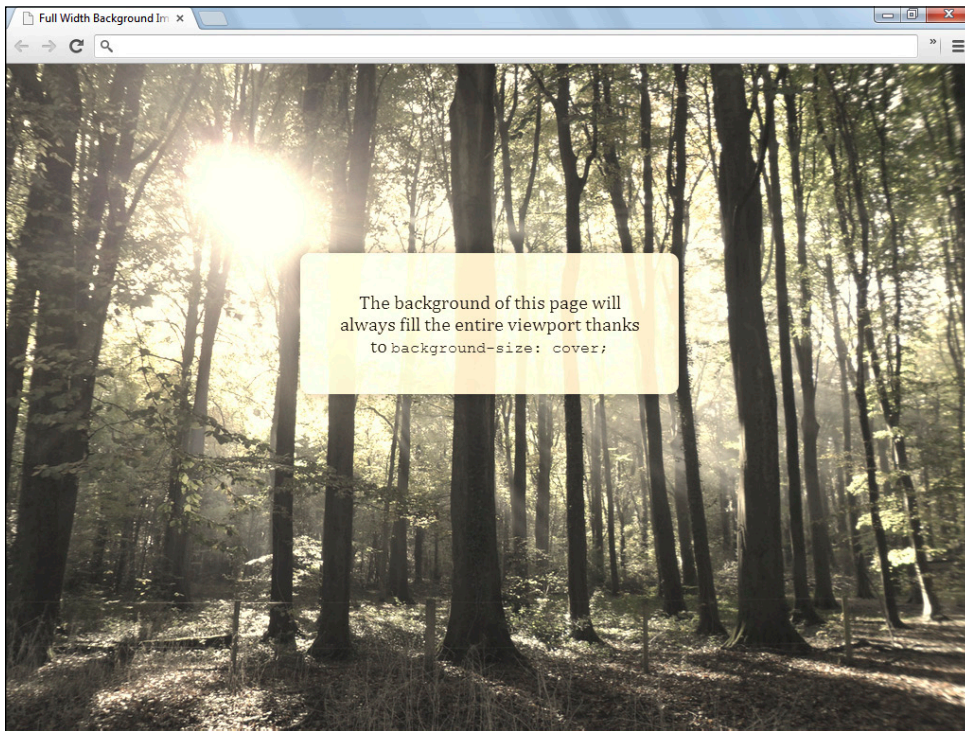 Full Width Background Im
The background of this page will
always fill the entire viewport thanks
to background-size: cover;